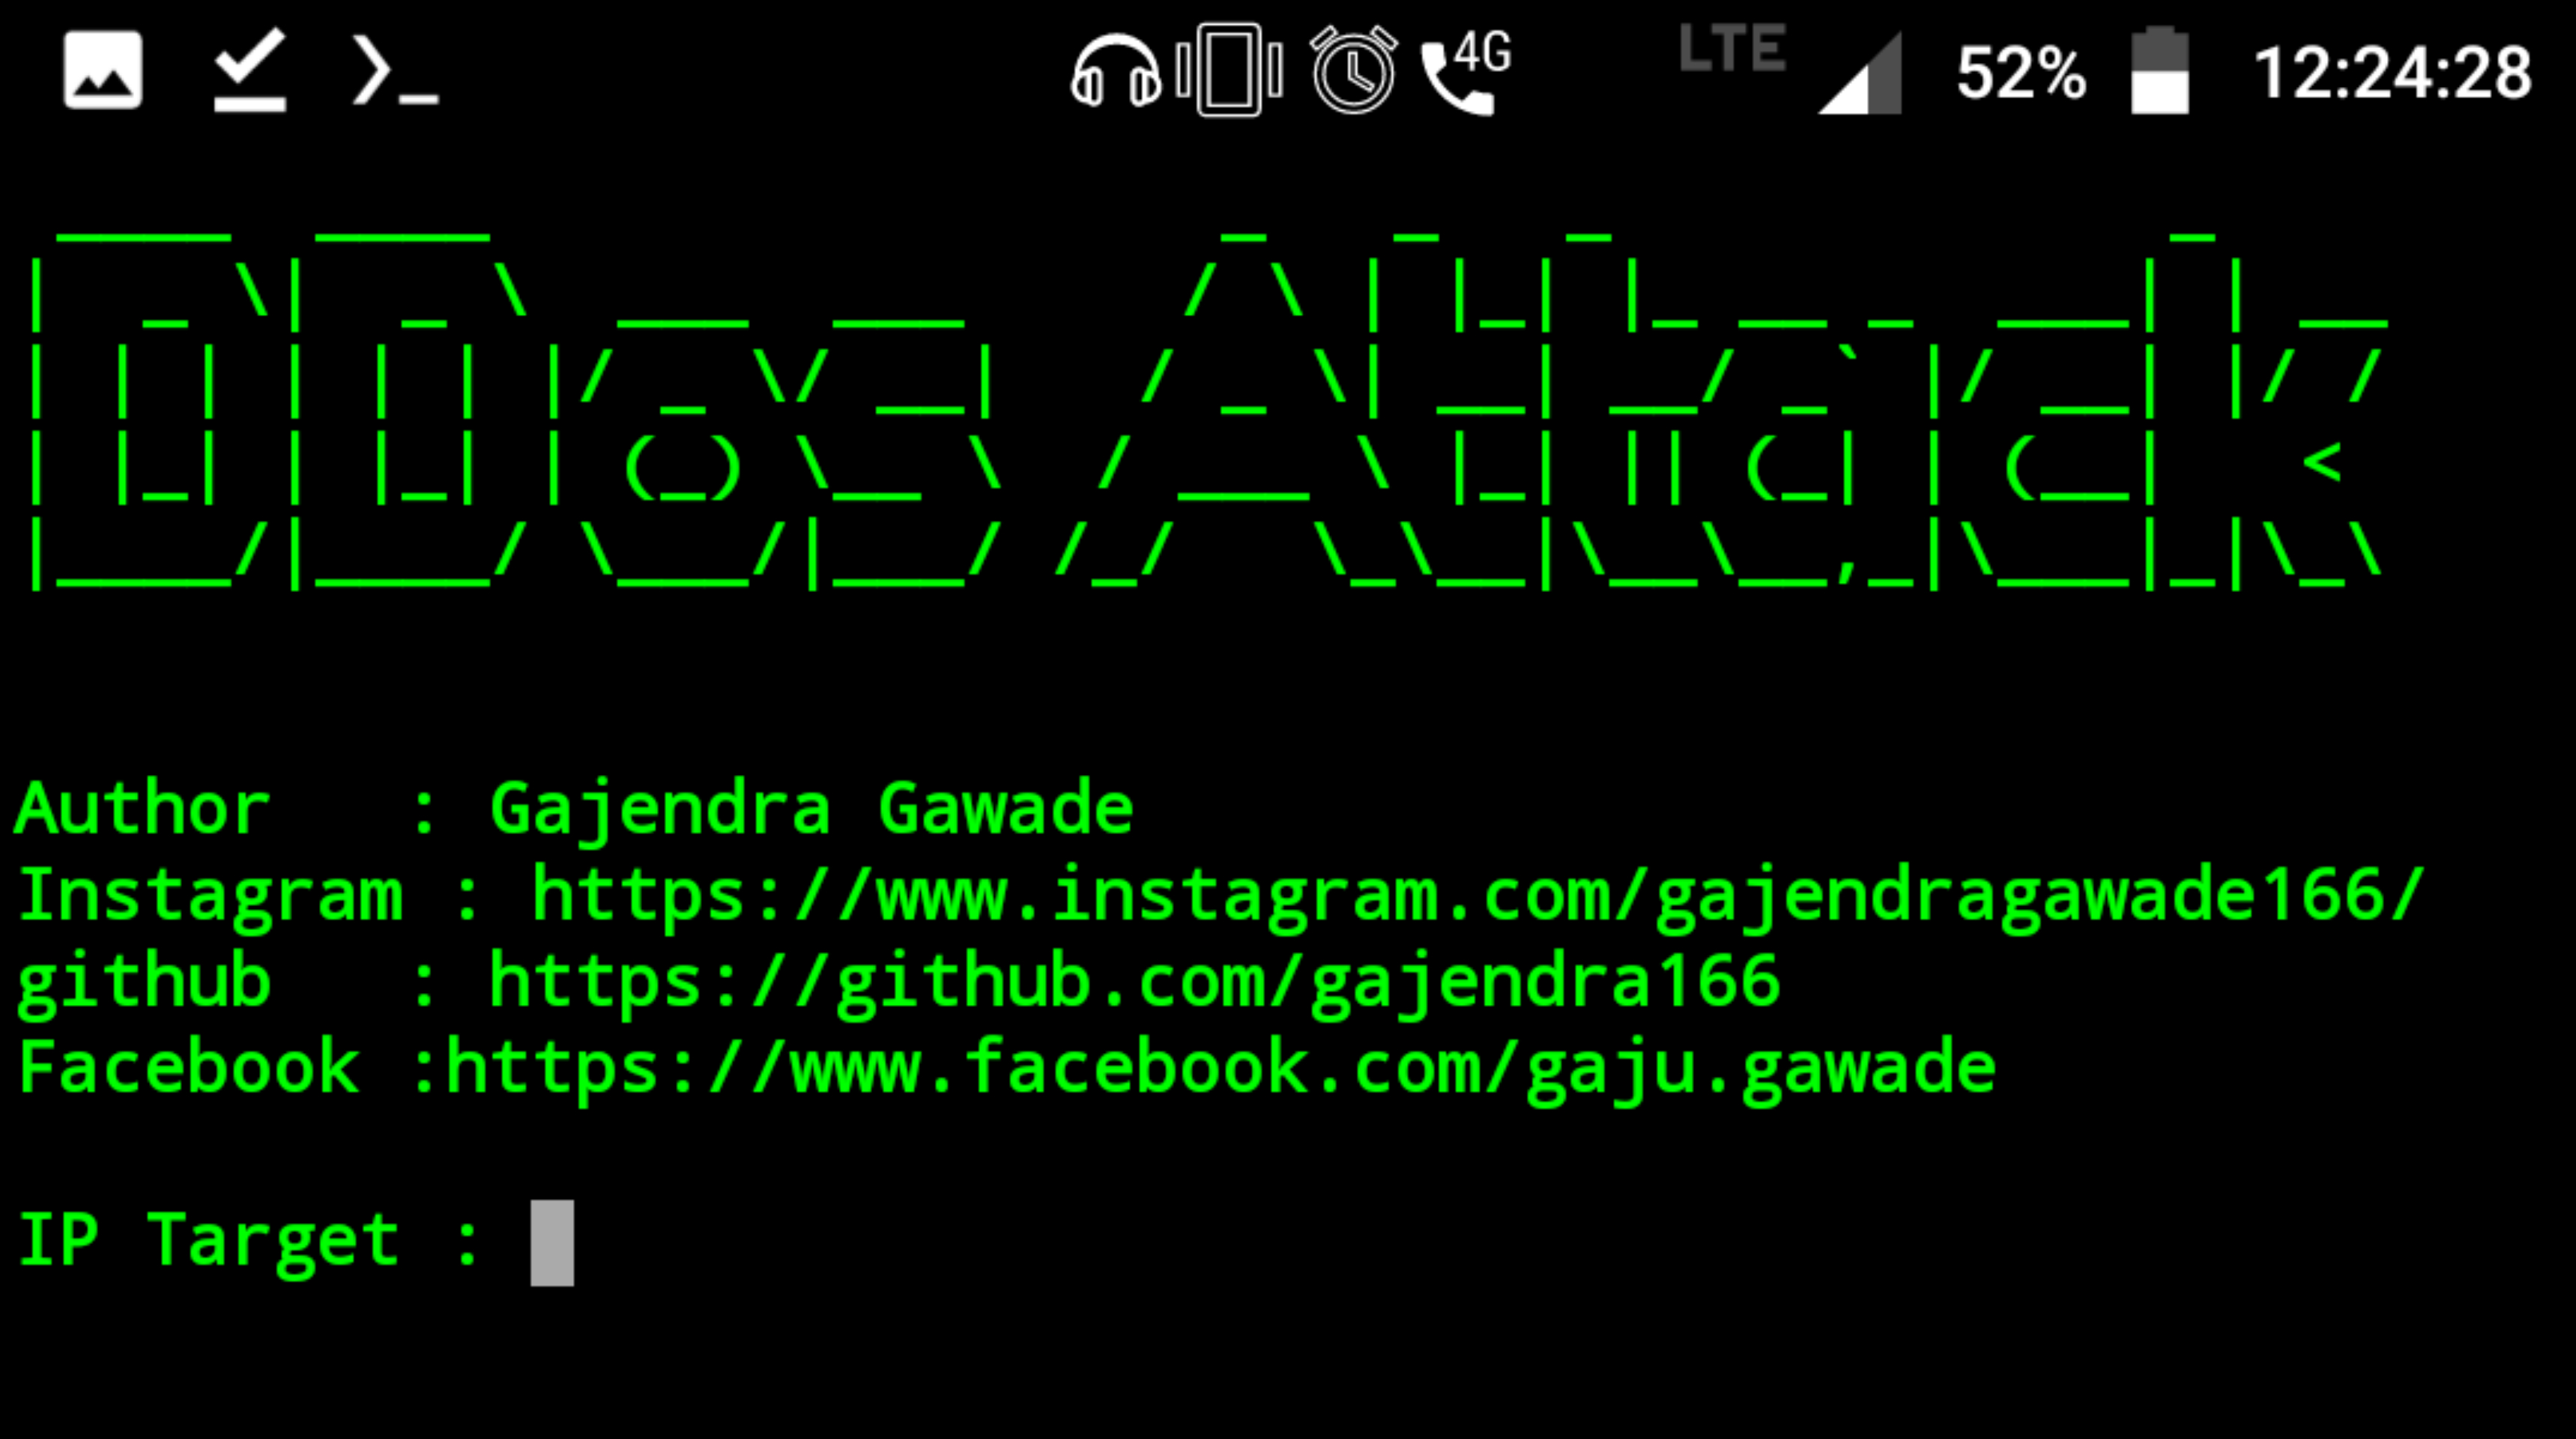 4G LTE 52% 12:24:28
DDos Attack
Author : Gajendra Gawade
Instagram : https://www.instagram.com/gajendragawade166/
github : https://github.com/gajendra166
Facebook :https://www.facebook.com/gaju.gawade
IP Target :